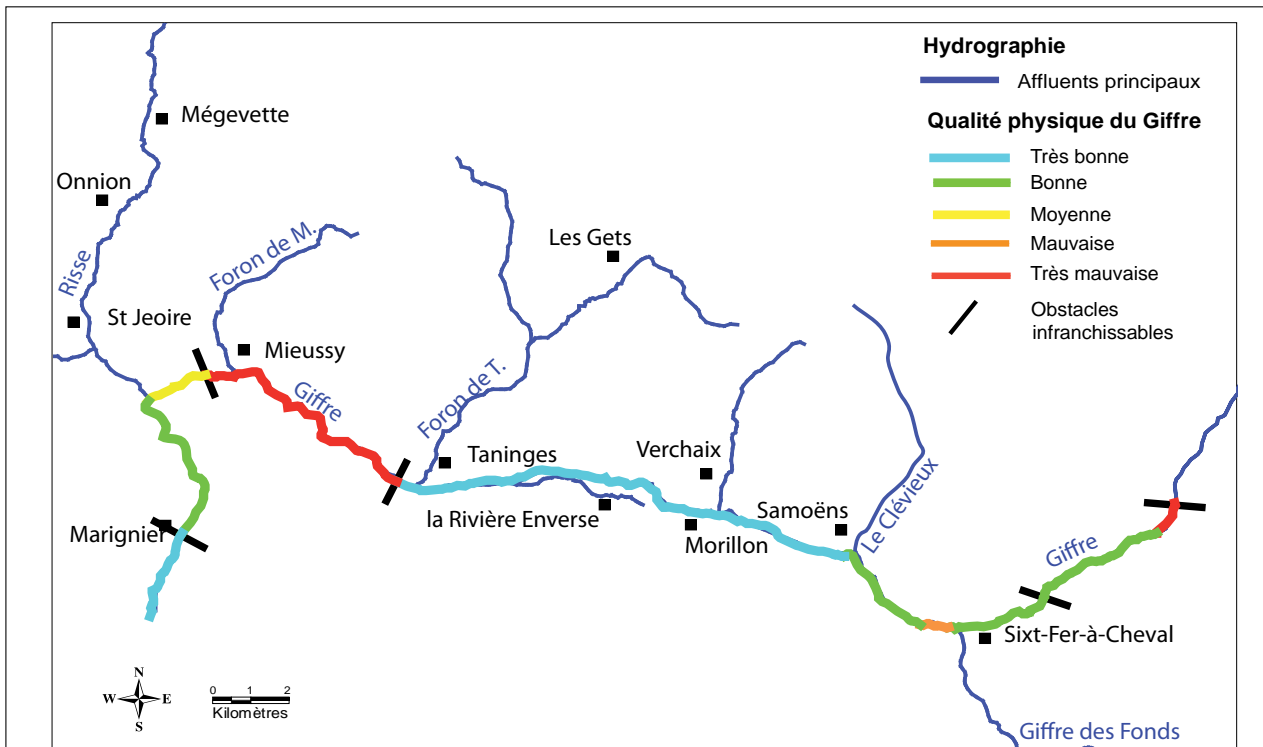 Hydrographie
Affluents principaux
Qualité physique du Giffre
Très bonne
Bonne
Moyenne
Mauvaise
Très mauvaise
Obstacles
infranchissables
Mégevette
Onnion
Risse
Foron de M.
Les Gets
St Jeoire
Mieussy
Giffre
Foron de T.
Taninges
Verchaix
la Rivière Enverse
Samoëns
Le Clévieux
Marignier
Morillon
Giffre
Sixt-Fer-à-Cheval
Giffre des Fonds
N
W E
S
0 1 2
Kilomètres